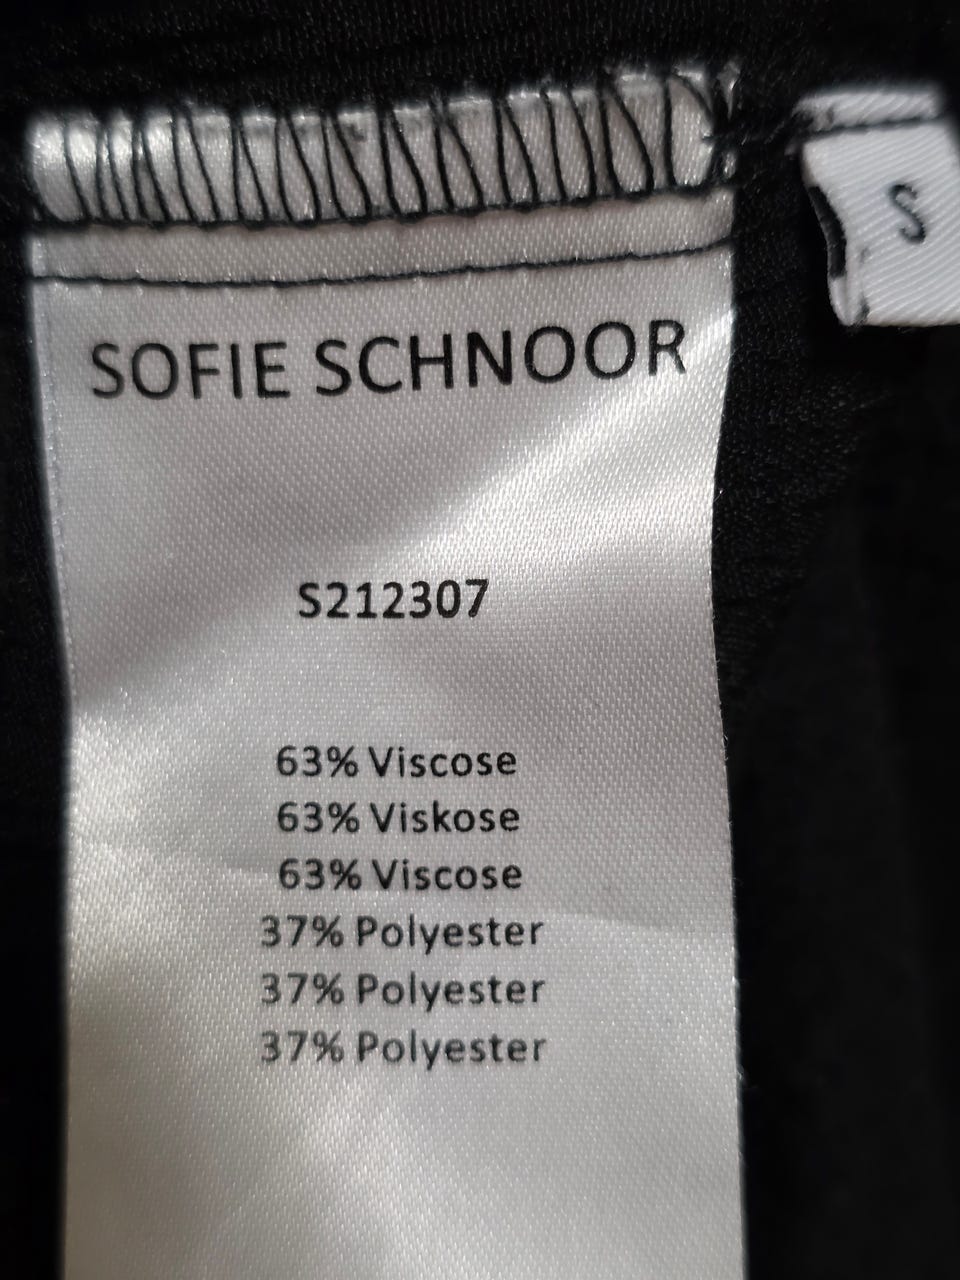 SOFIE SCHNOOR
S
S212307
63% Viscose
63% Viskose
63% Viscose
37% Polyester
37% Polyester
37% Polyester